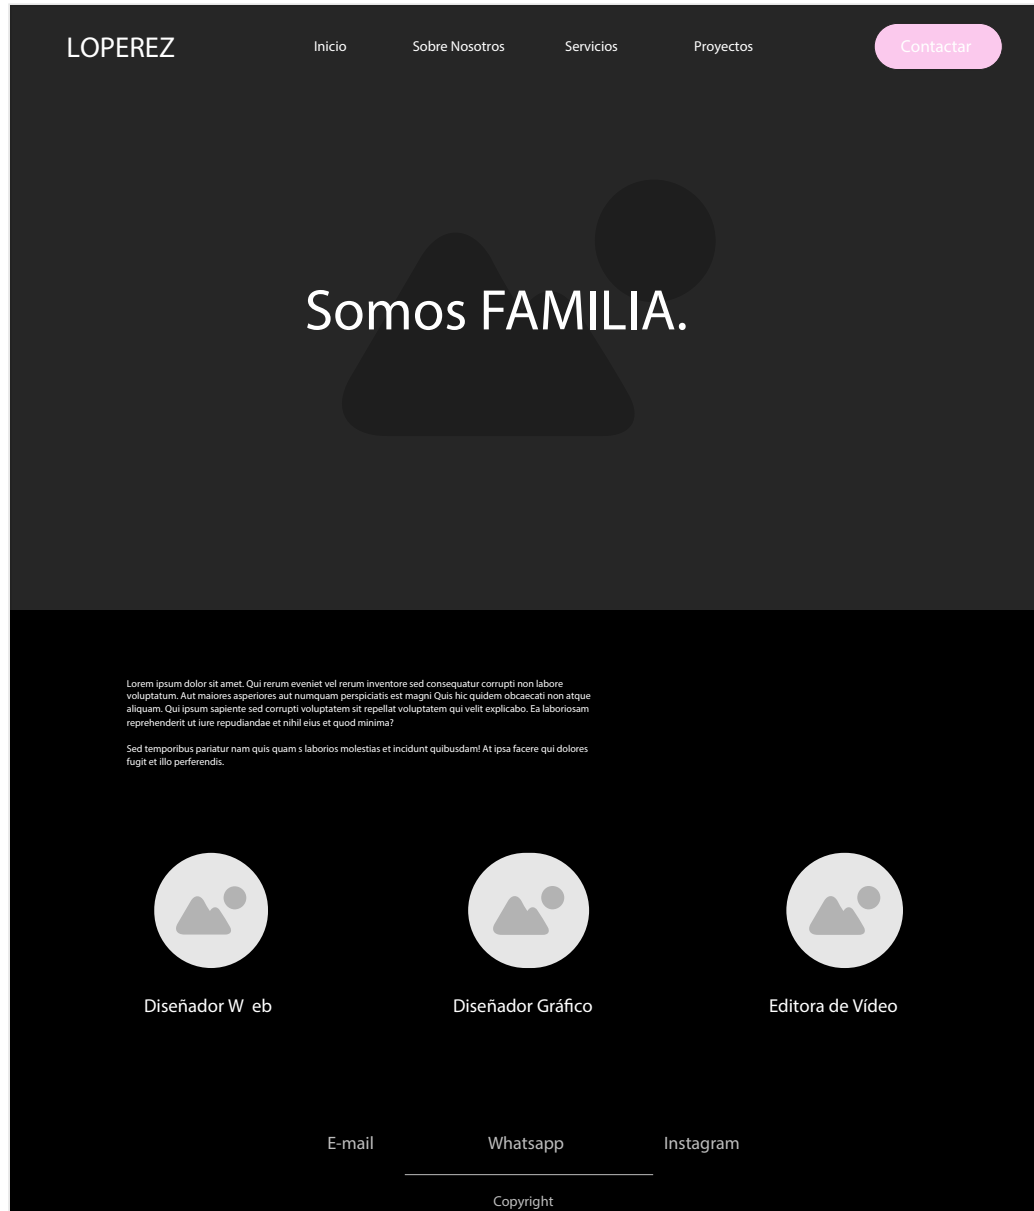 LOPEREZ
Inicio
Sobre Nosotros
Servicios
Proyectos
Contactar
Somos FAMILIA.
Lorem ipsum dolor sit amet. Qui rerum eveniet vel rerum inventore sed consequatur corrupti non labore
voluptatum. Aut maiores asperiores aut numquam perspiciatis est magni Quis hic quidem obcaecati non atque
aliquam. Qui ipsum sapiente sed corrupti voluptatem sit repellat voluptatem qui velit explicabo. Ea laboriosam
reprehenderit ut iure repudiandae et nihil eius et quod minima?
Sed temporibus pariatur nam quis quam s laborios molestias et incidunt quibusdam! At ipsa facere qui dolores
fugit et illo perferendis.
Diseñador W eb
Diseñador Gráfico
Editora de Vídeo
E-mail
Whatsapp
Instagram
Copyright